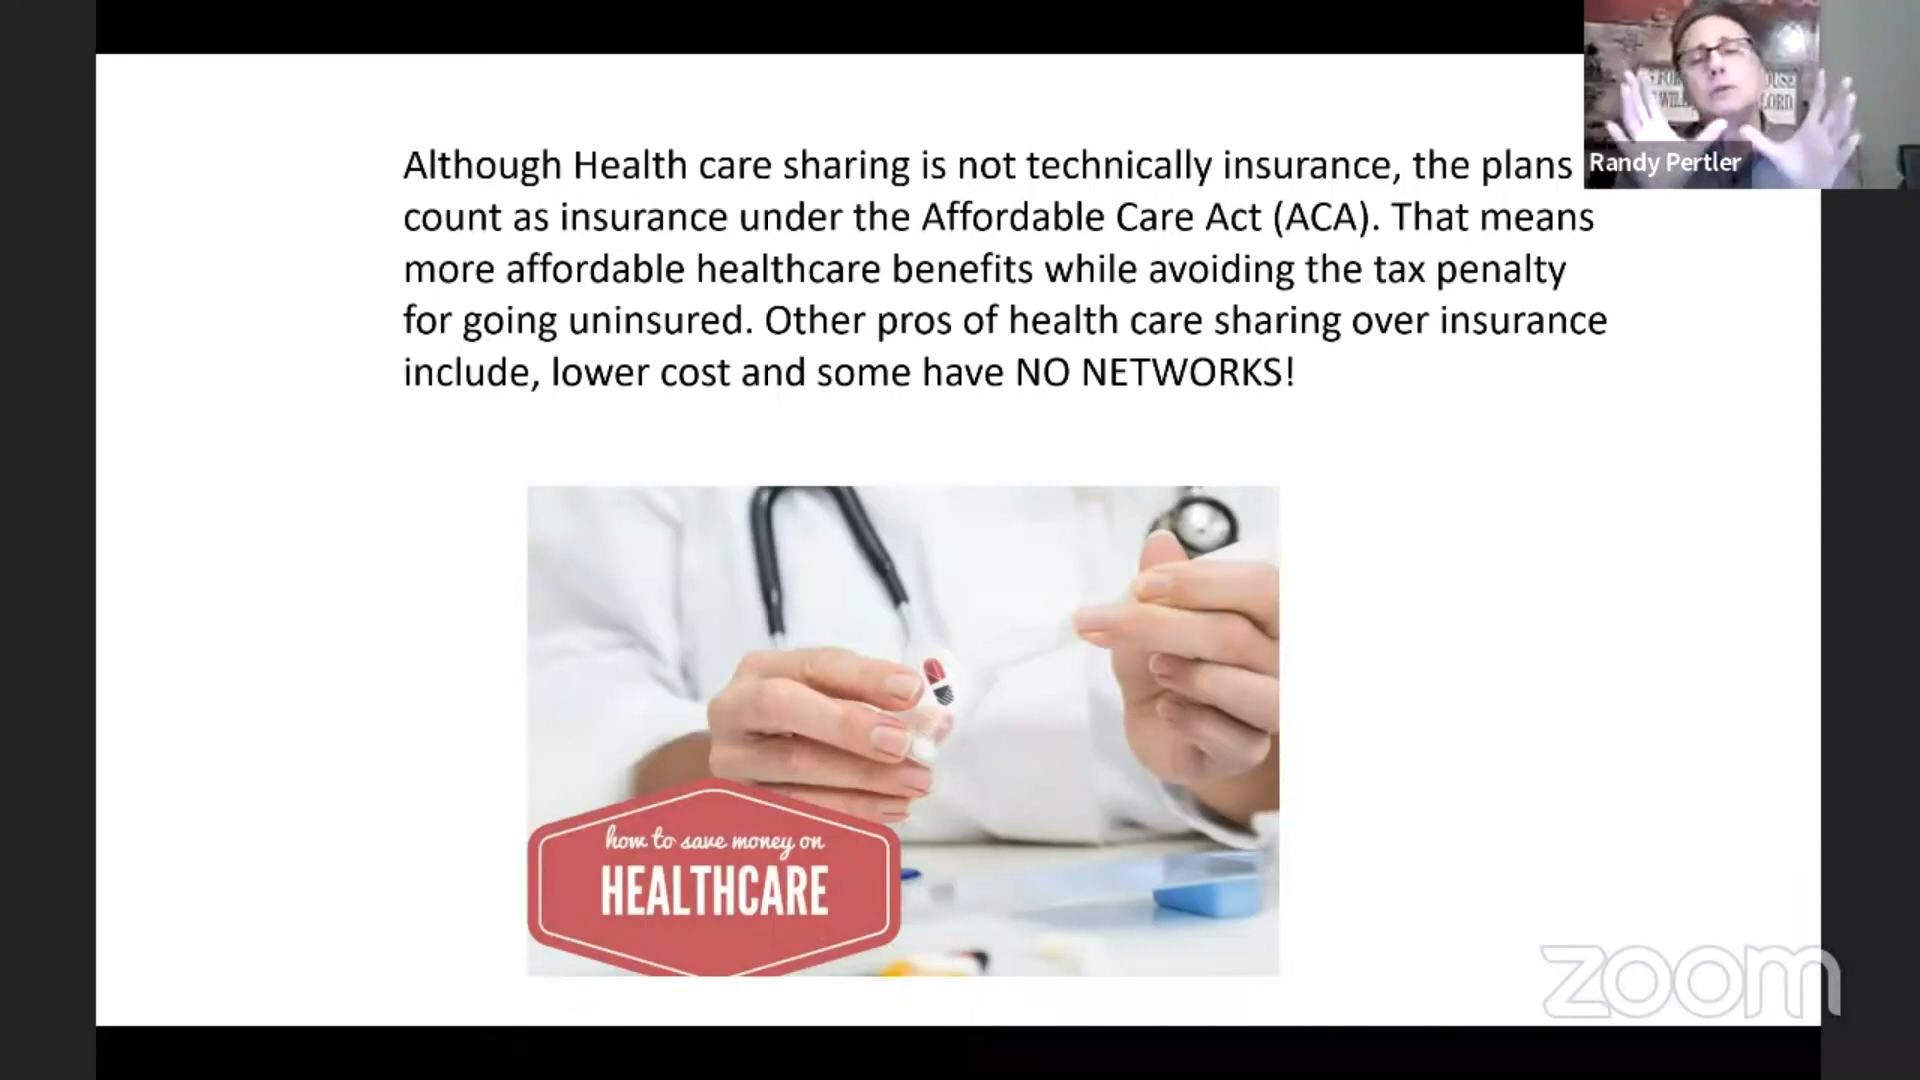 Although Health care sharing is not technically insurance, the plans
count as insurance under the Affordable Care Act (ACA). That means
more affordable healthcare benefits while avoiding the tax penalty
for going uninsured. Other pros of health care sharing over insurance
include, lower cost and some have NO NETWORKS!
Randy Pertler
how to save money on
HEALTHCARE
zoom